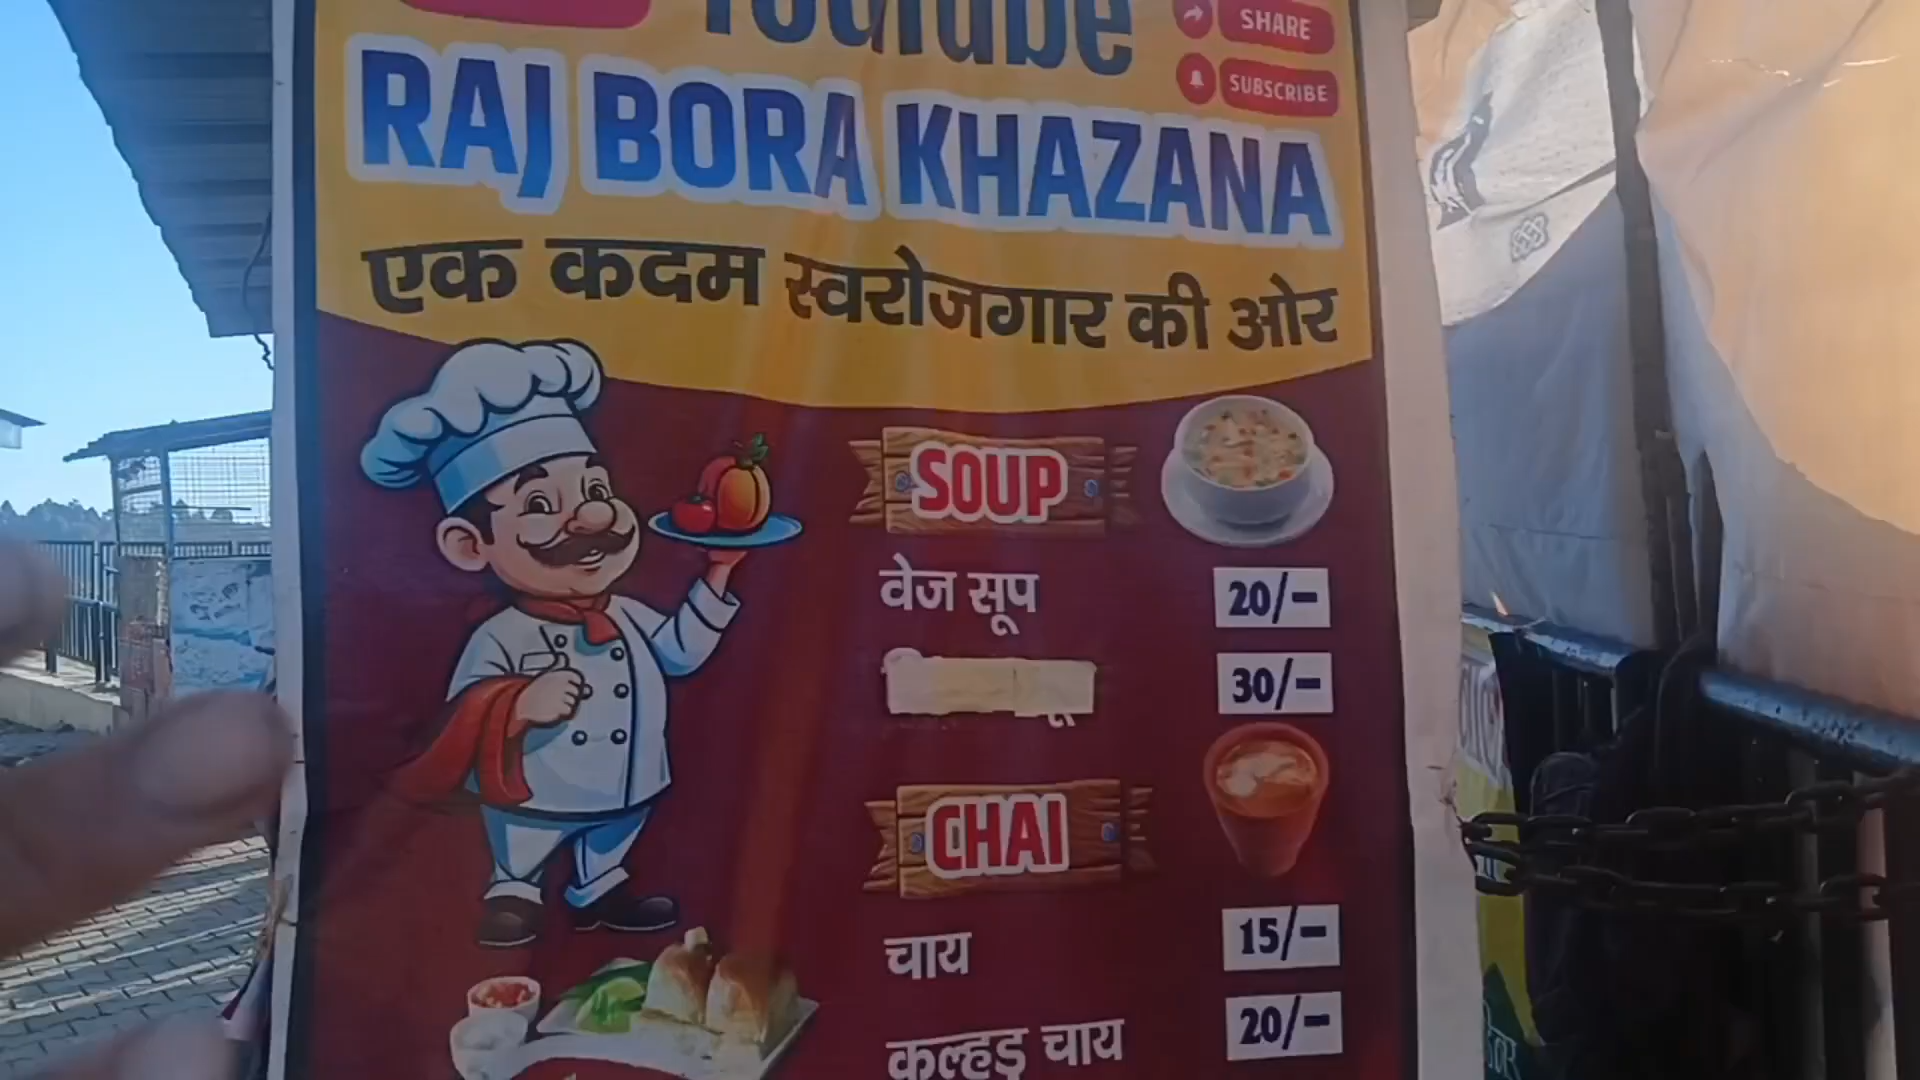 YouTube
SHARE
SUBSCRIBE
RAJ BORA KHAZANA
एक कदम स्वरोजगार की ओर
SOUP
वेज सूप 20/-
30/-
CHAI
चाय 15/-
कुल्हड़ चाय 20/-